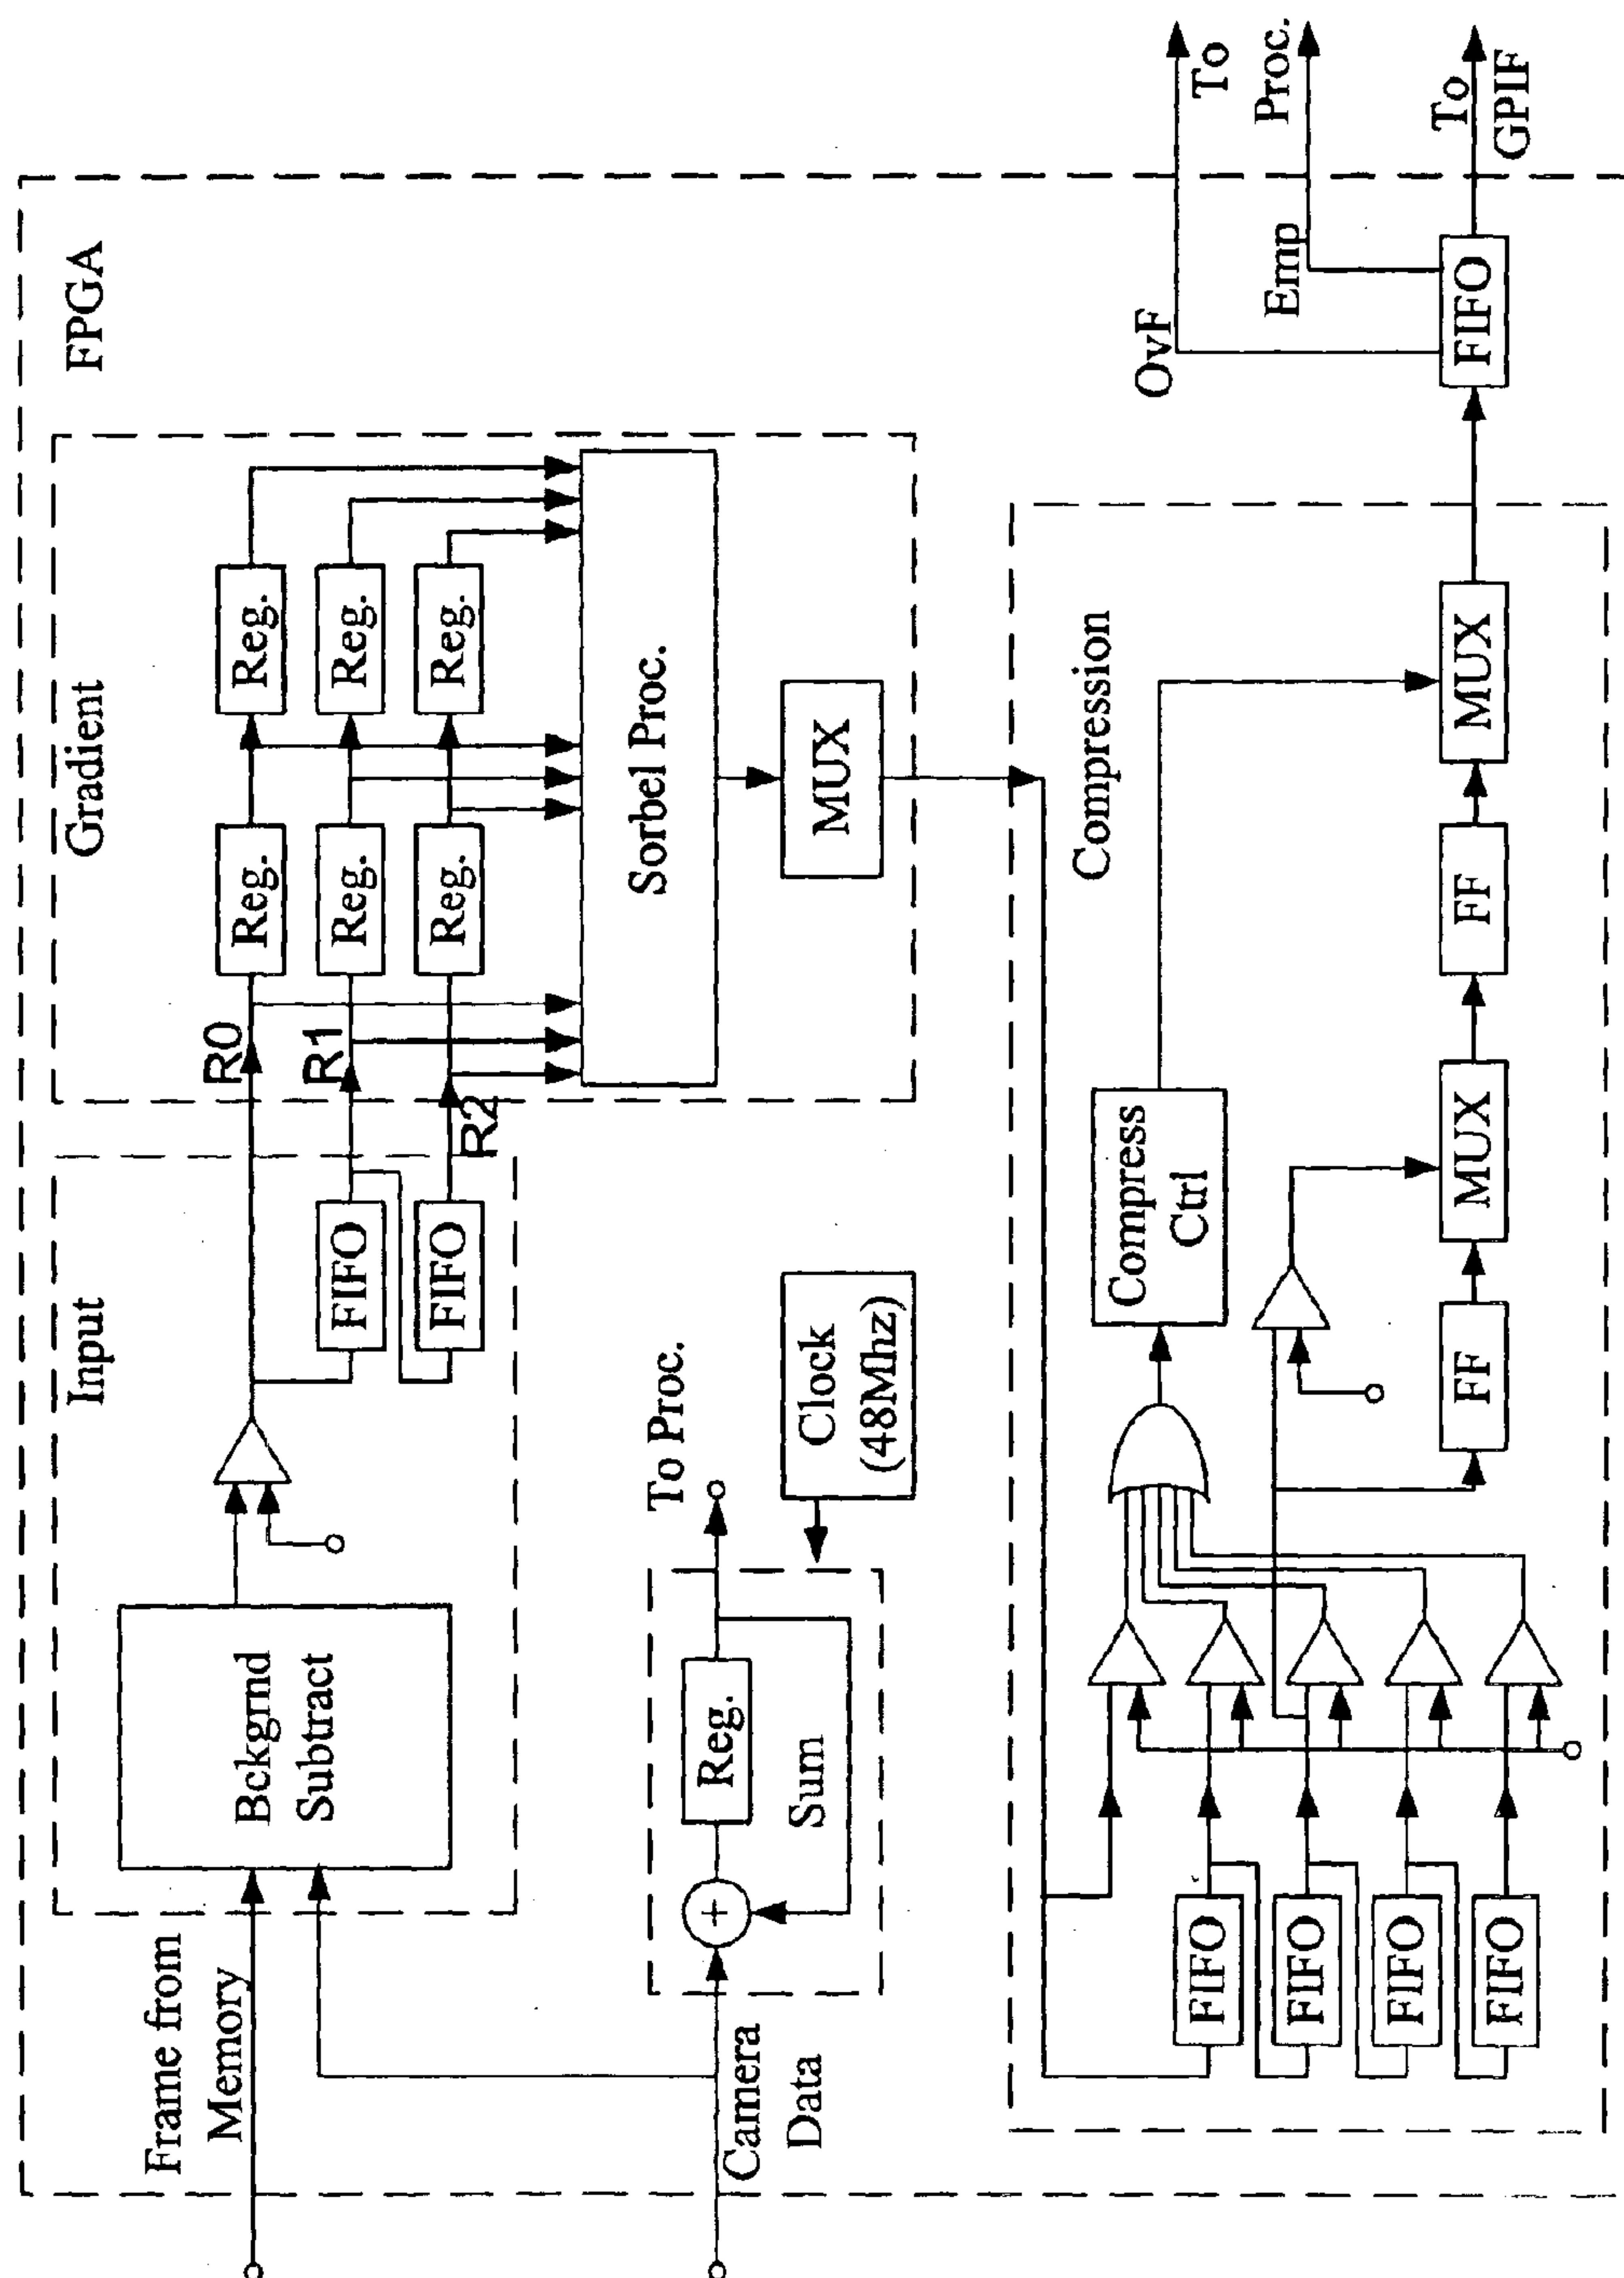 FPGA
Input
Gradient
Frame from
Memory
Bckgrnd
Subtract
FIFO
FIFO
R0
R1
R2
Reg.
Reg.
Reg.
Reg.
Reg.
Reg.
Sorbel Proc.
MUX
Camera
Data
Reg.
Sum
+
To Proc.
Clock
(48Mhz)
Compression
FIFO
FIFO
FIFO
FIFO
Compress
Ctrl
FF
MUX
FF
MUX
FIFO
OvF
Emp
To
Proc.
To
GPIF